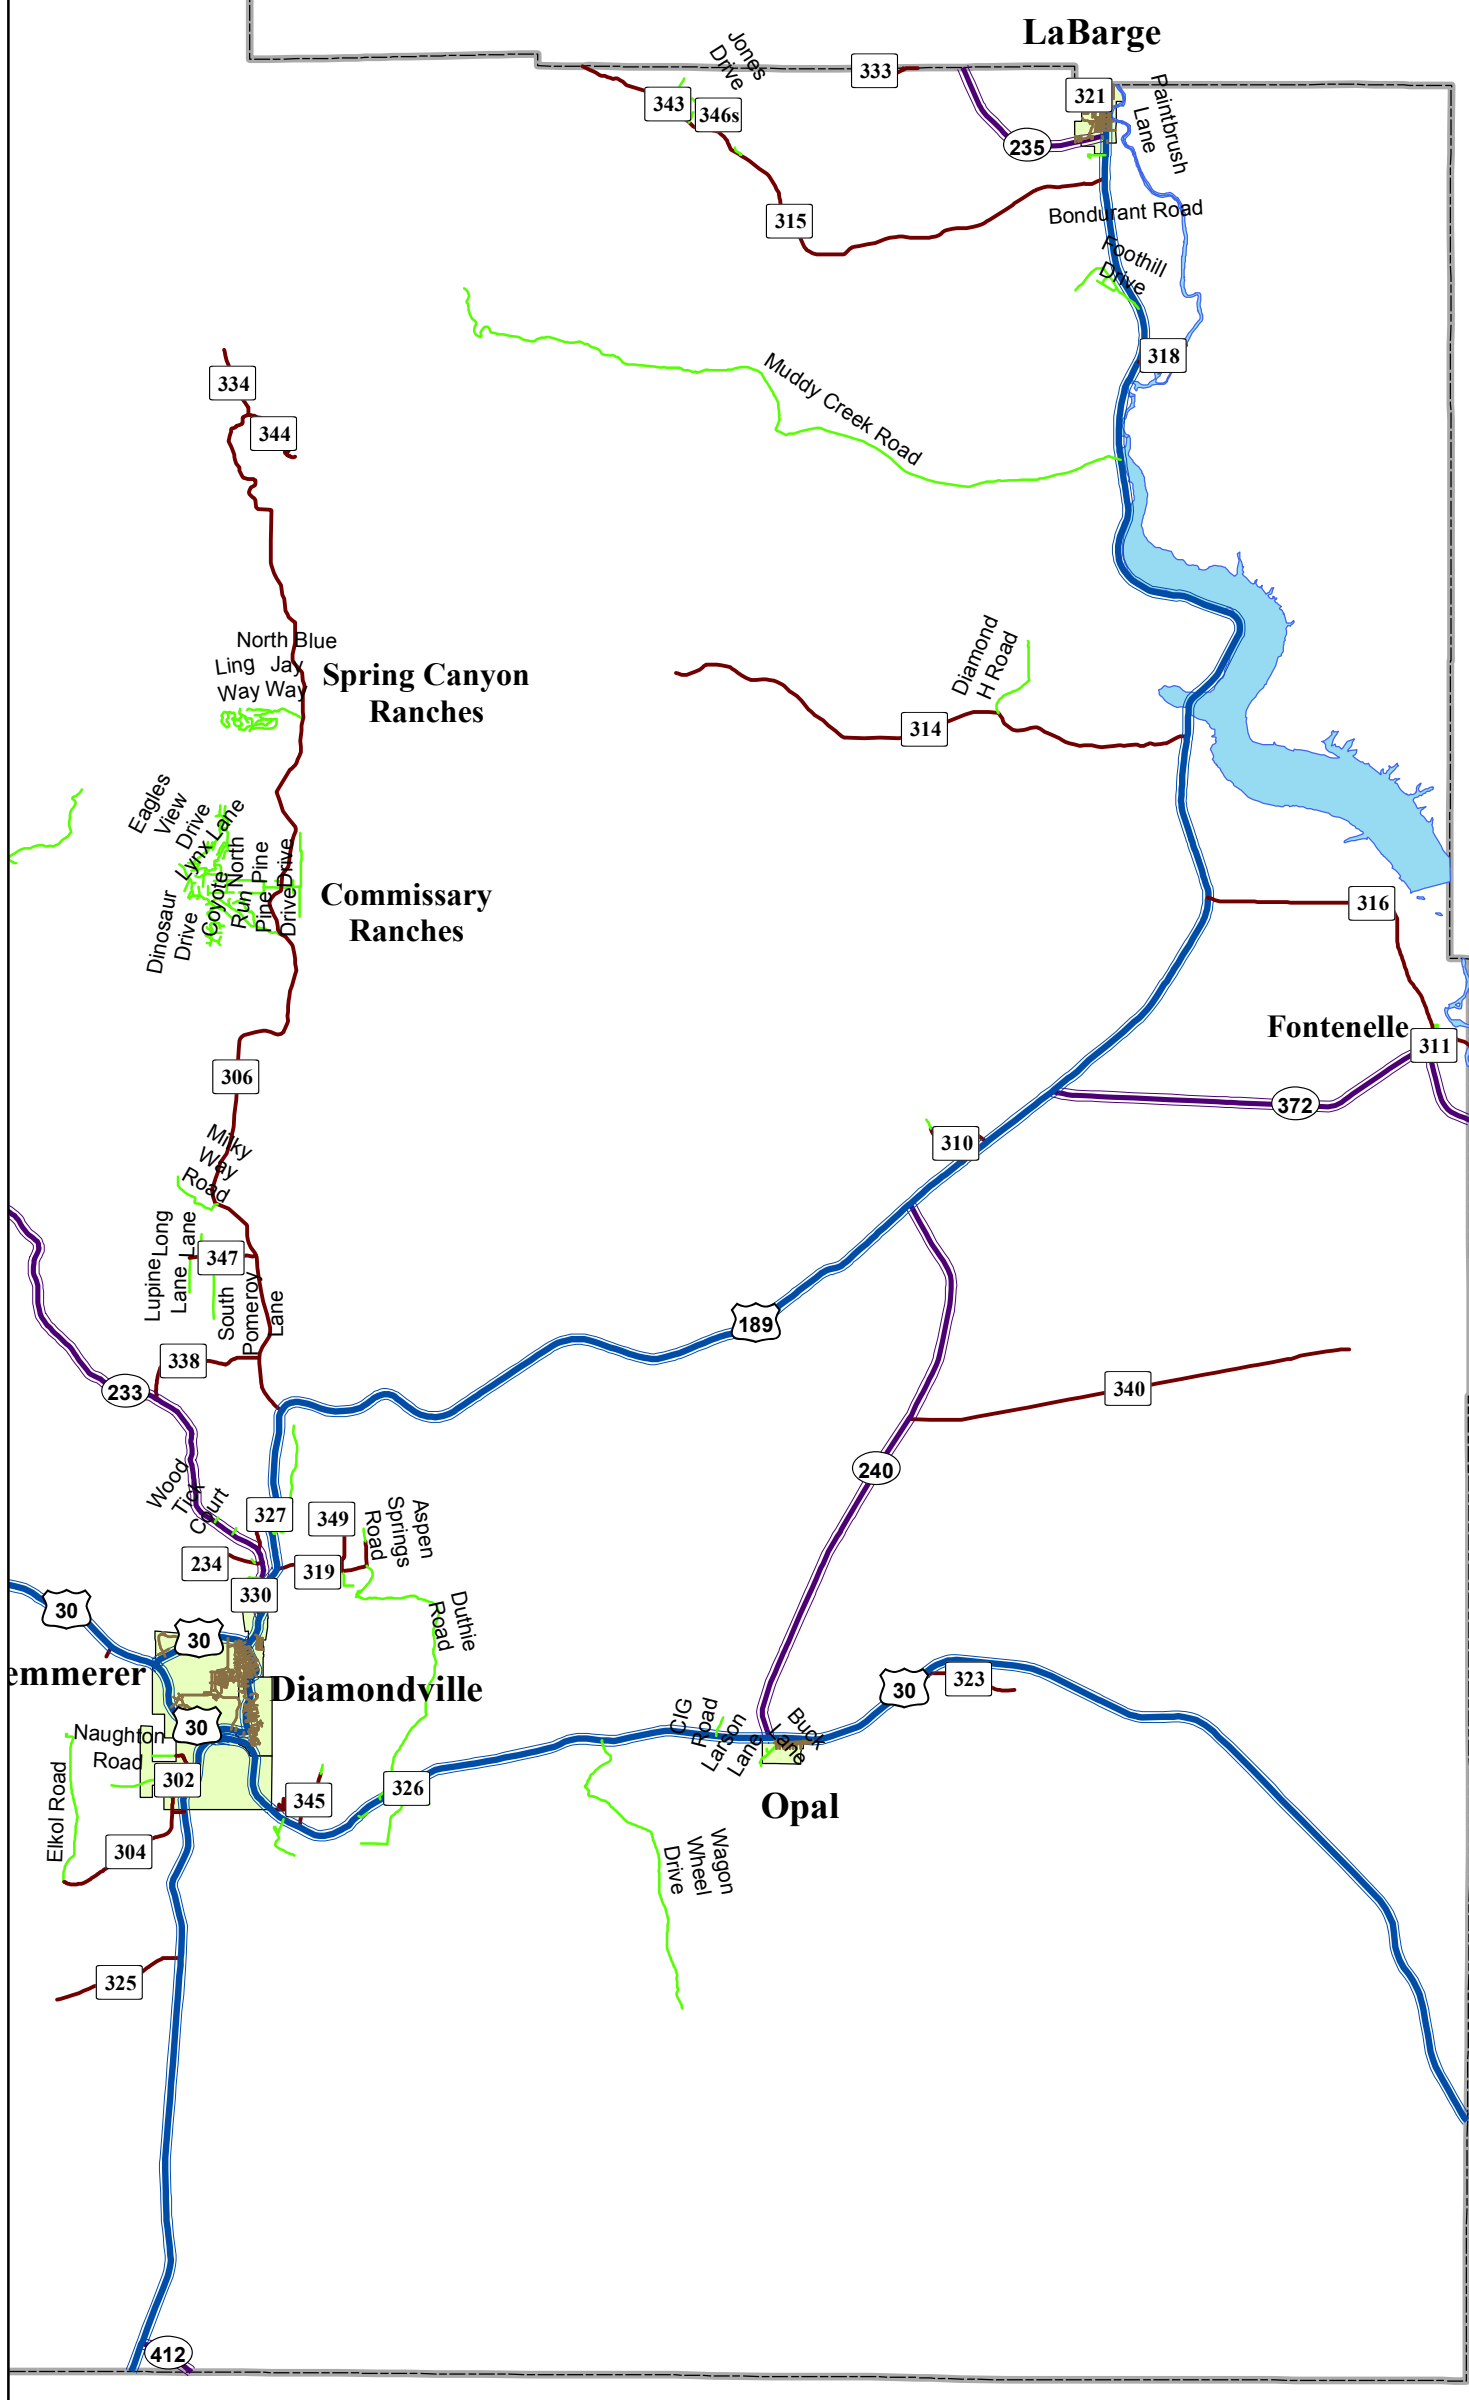 LaBarge
Jones
Drive
333
343
346s
321
235
Paintbrush
Lane
315
Bondurant Road
Foothill
Drive
318
334
344
Muddy Creek Road
North Blue
Ling Jay
Way Way
Spring Canyon
Ranches
Diamond
H Road
314
Eagles
View
Drive
Lynx Lane
North Pine
Drive
Coyote
Run
Pine
Drive
Dinosaur
Drive
Commissary
Ranches
316
Fontenelle
311
306
372
310
Milky
Way
Road
Long
Lane
Lupine
Lane
347
South
Pomeroy
Lane
189
338
233
340
240
Wood
Tick
Court
327
349
Aspen
Springs
Road
234
319
330
30
30
Duthie
Road
emmerer
Diamondville
30
323
30
CIG
Road
Larson
Lane
Buck
Lane
Naughton
Road
302
Elkol Road
345
326
Opal
304
Wagon
Wheel
Drive
325
412